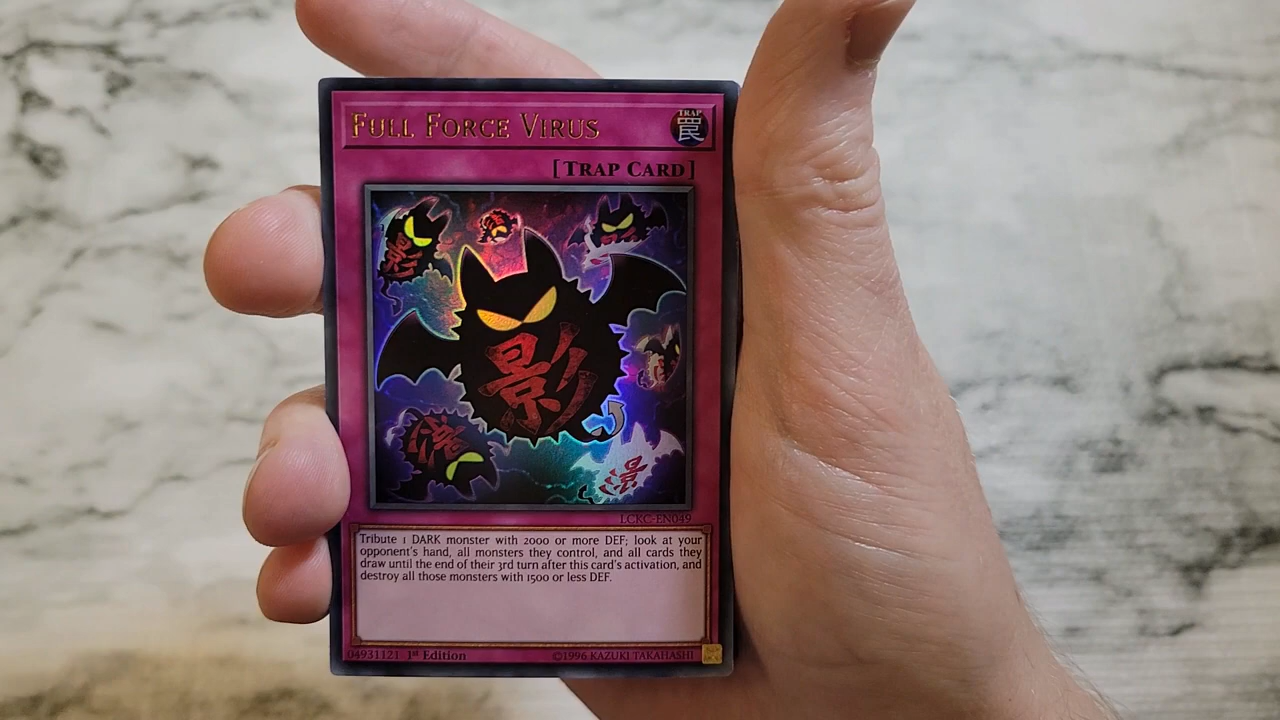 FULL FORCE VIRUS
TRAP
罠
[TRAP CARD]
影
影
影
影
LCKC-EN049
Tribute 1 DARK monster with 2000 or more DEF; look at your
opponent's hand, all monsters they control, and all cards they
draw until the end of their 3rd turn after this card's activation, and
destroy all those monsters with 1500 or less DEF.
04931121 1st Edition
©1996 KAZUKI TAKAHASHI